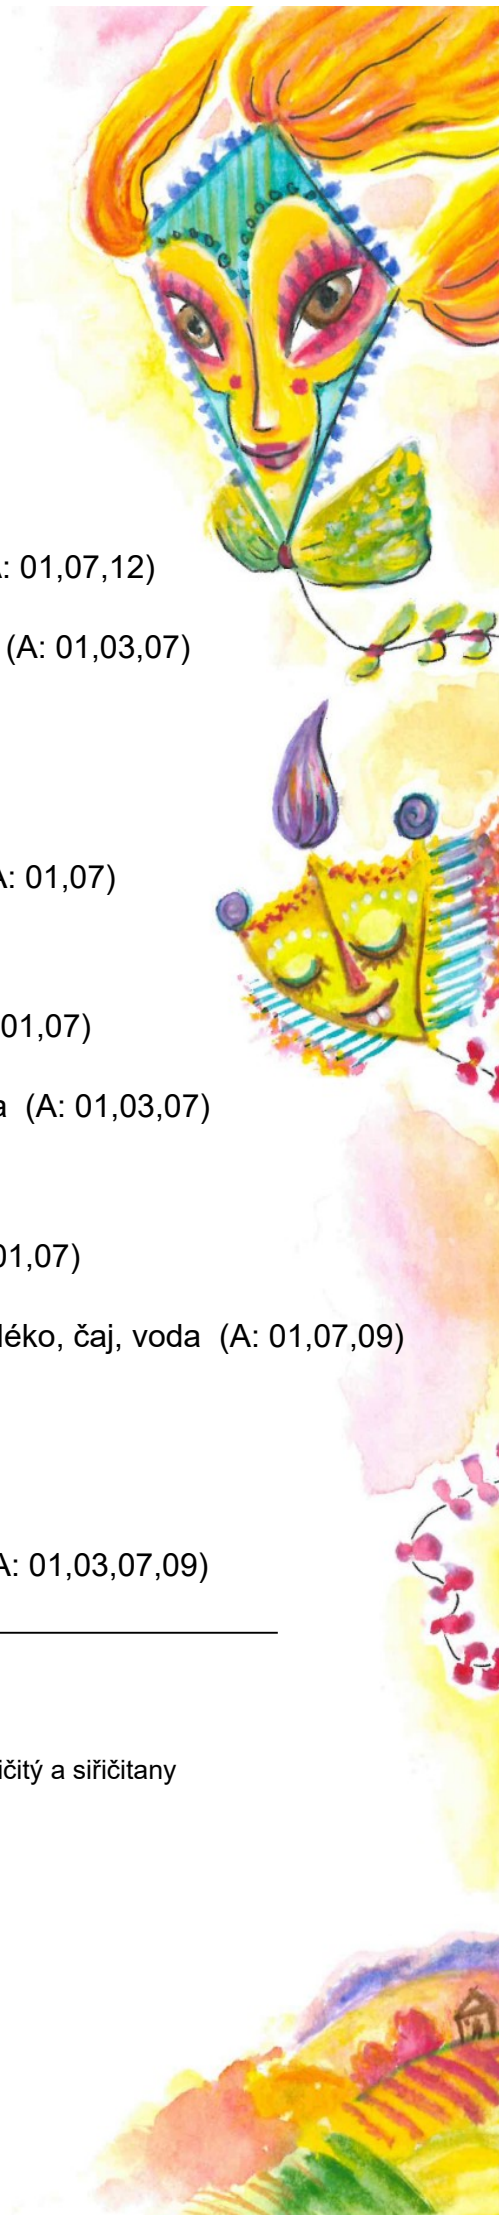 : 01,07,12)
(A: 01,03,07)
A: 01,07)
01,07)
a (A: 01,03,07)
01,07)
léko, čaj, voda (A: 01,07,09)
A: 01,03,07,09)
ičitý a siřičitany